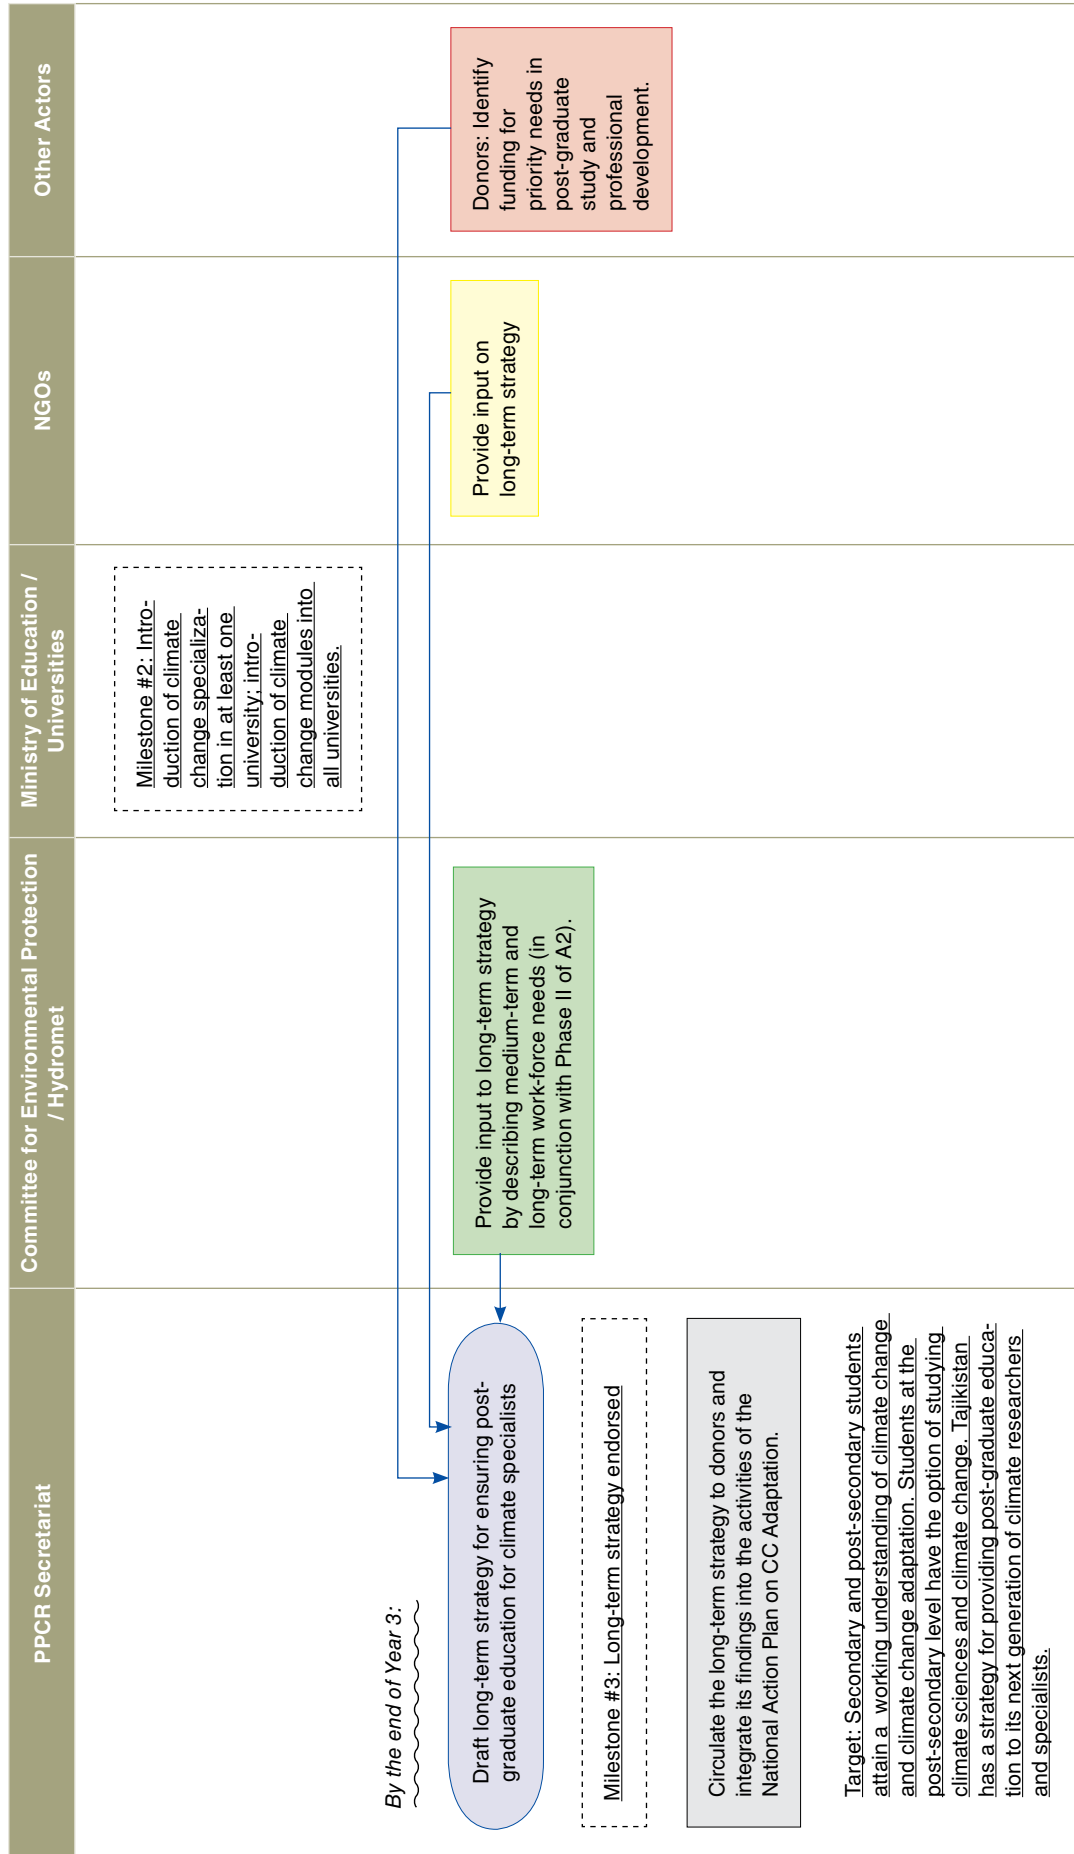 PPCR Secretariat
Committee for Environmental Protection
/ Hydromet
Ministry of Education /
Universities
NGOs
Other Actors
Milestone #2: Intro-
duction of climate
change specializa-
tion in at least one
university; intro-
duction of climate
change modules into
all universities.
By the end of Year 3:
Draft long-term strategy for ensuring post-
graduate education for climate specialists
Provide input to long-term strategy
by describing medium-term and
long-term work-force needs (in
conjunction with Phase II of A2).
Provide input on
long-term strategy
Donors: Identify
funding for
priority needs in
post-graduate
study and
professional
development.
Milestone #3: Long-term strategy endorsed
Circulate the long-term strategy to donors and
integrate its findings into the activities of the
National Action Plan on CC Adaptation.
Target: Secondary and post-secondary students
attain a working understanding of climate change
and climate change adaptation. Students at the
post-secondary level have the option of studying
climate sciences and climate change. Tajikistan
has a strategy for providing post-graduate educa-
tion to its next generation of climate researchers
and specialists.